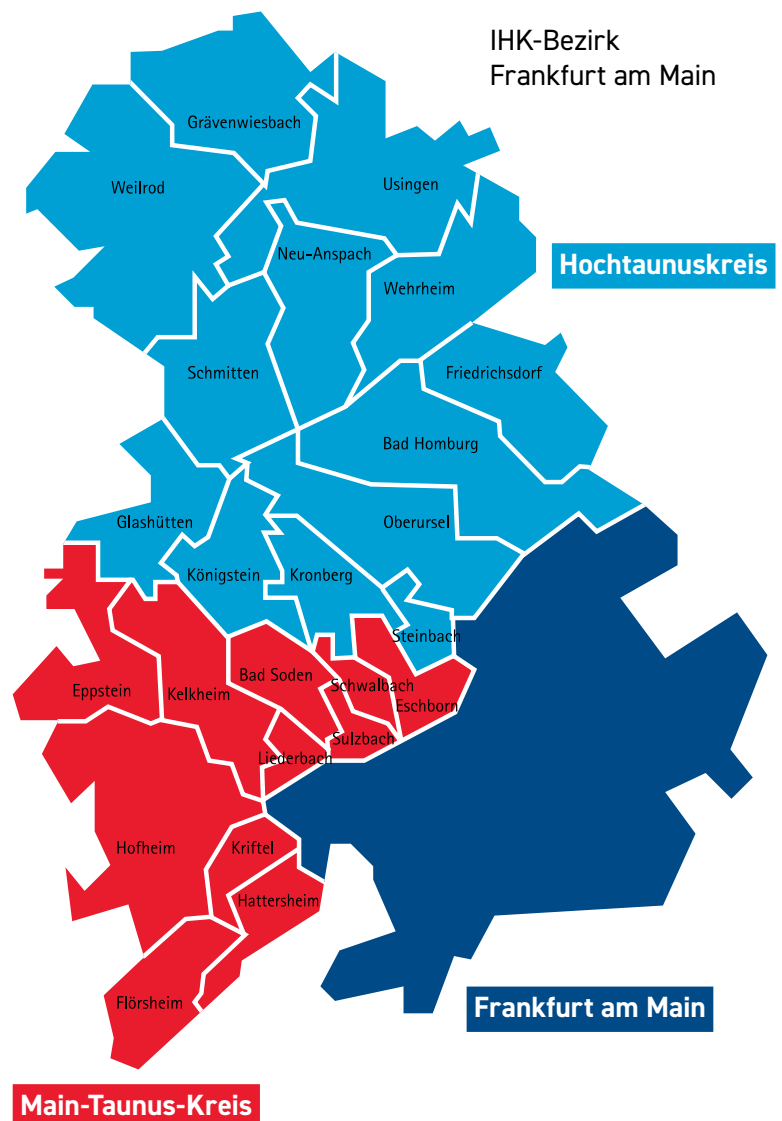 IHK-Bezirk
Frankfurt am Main
Grävenwiesbach
Weilrod
Usingen
Neu-Anspach
Hochtaunuskreis
Wehrheim
Schmitten
Friedrichsdorf
Bad Homburg
Glashütten
Oberursel
Königstein
Kronberg
Steinbach
Bad Soden
Schwalbach
Eppstein
Kelkheim
Eschborn
Sulzbach
Liederbach
Hofheim
Kriftel
Hattersheim
Flörsheim
Frankfurt am Main
Main-Taunus-Kreis